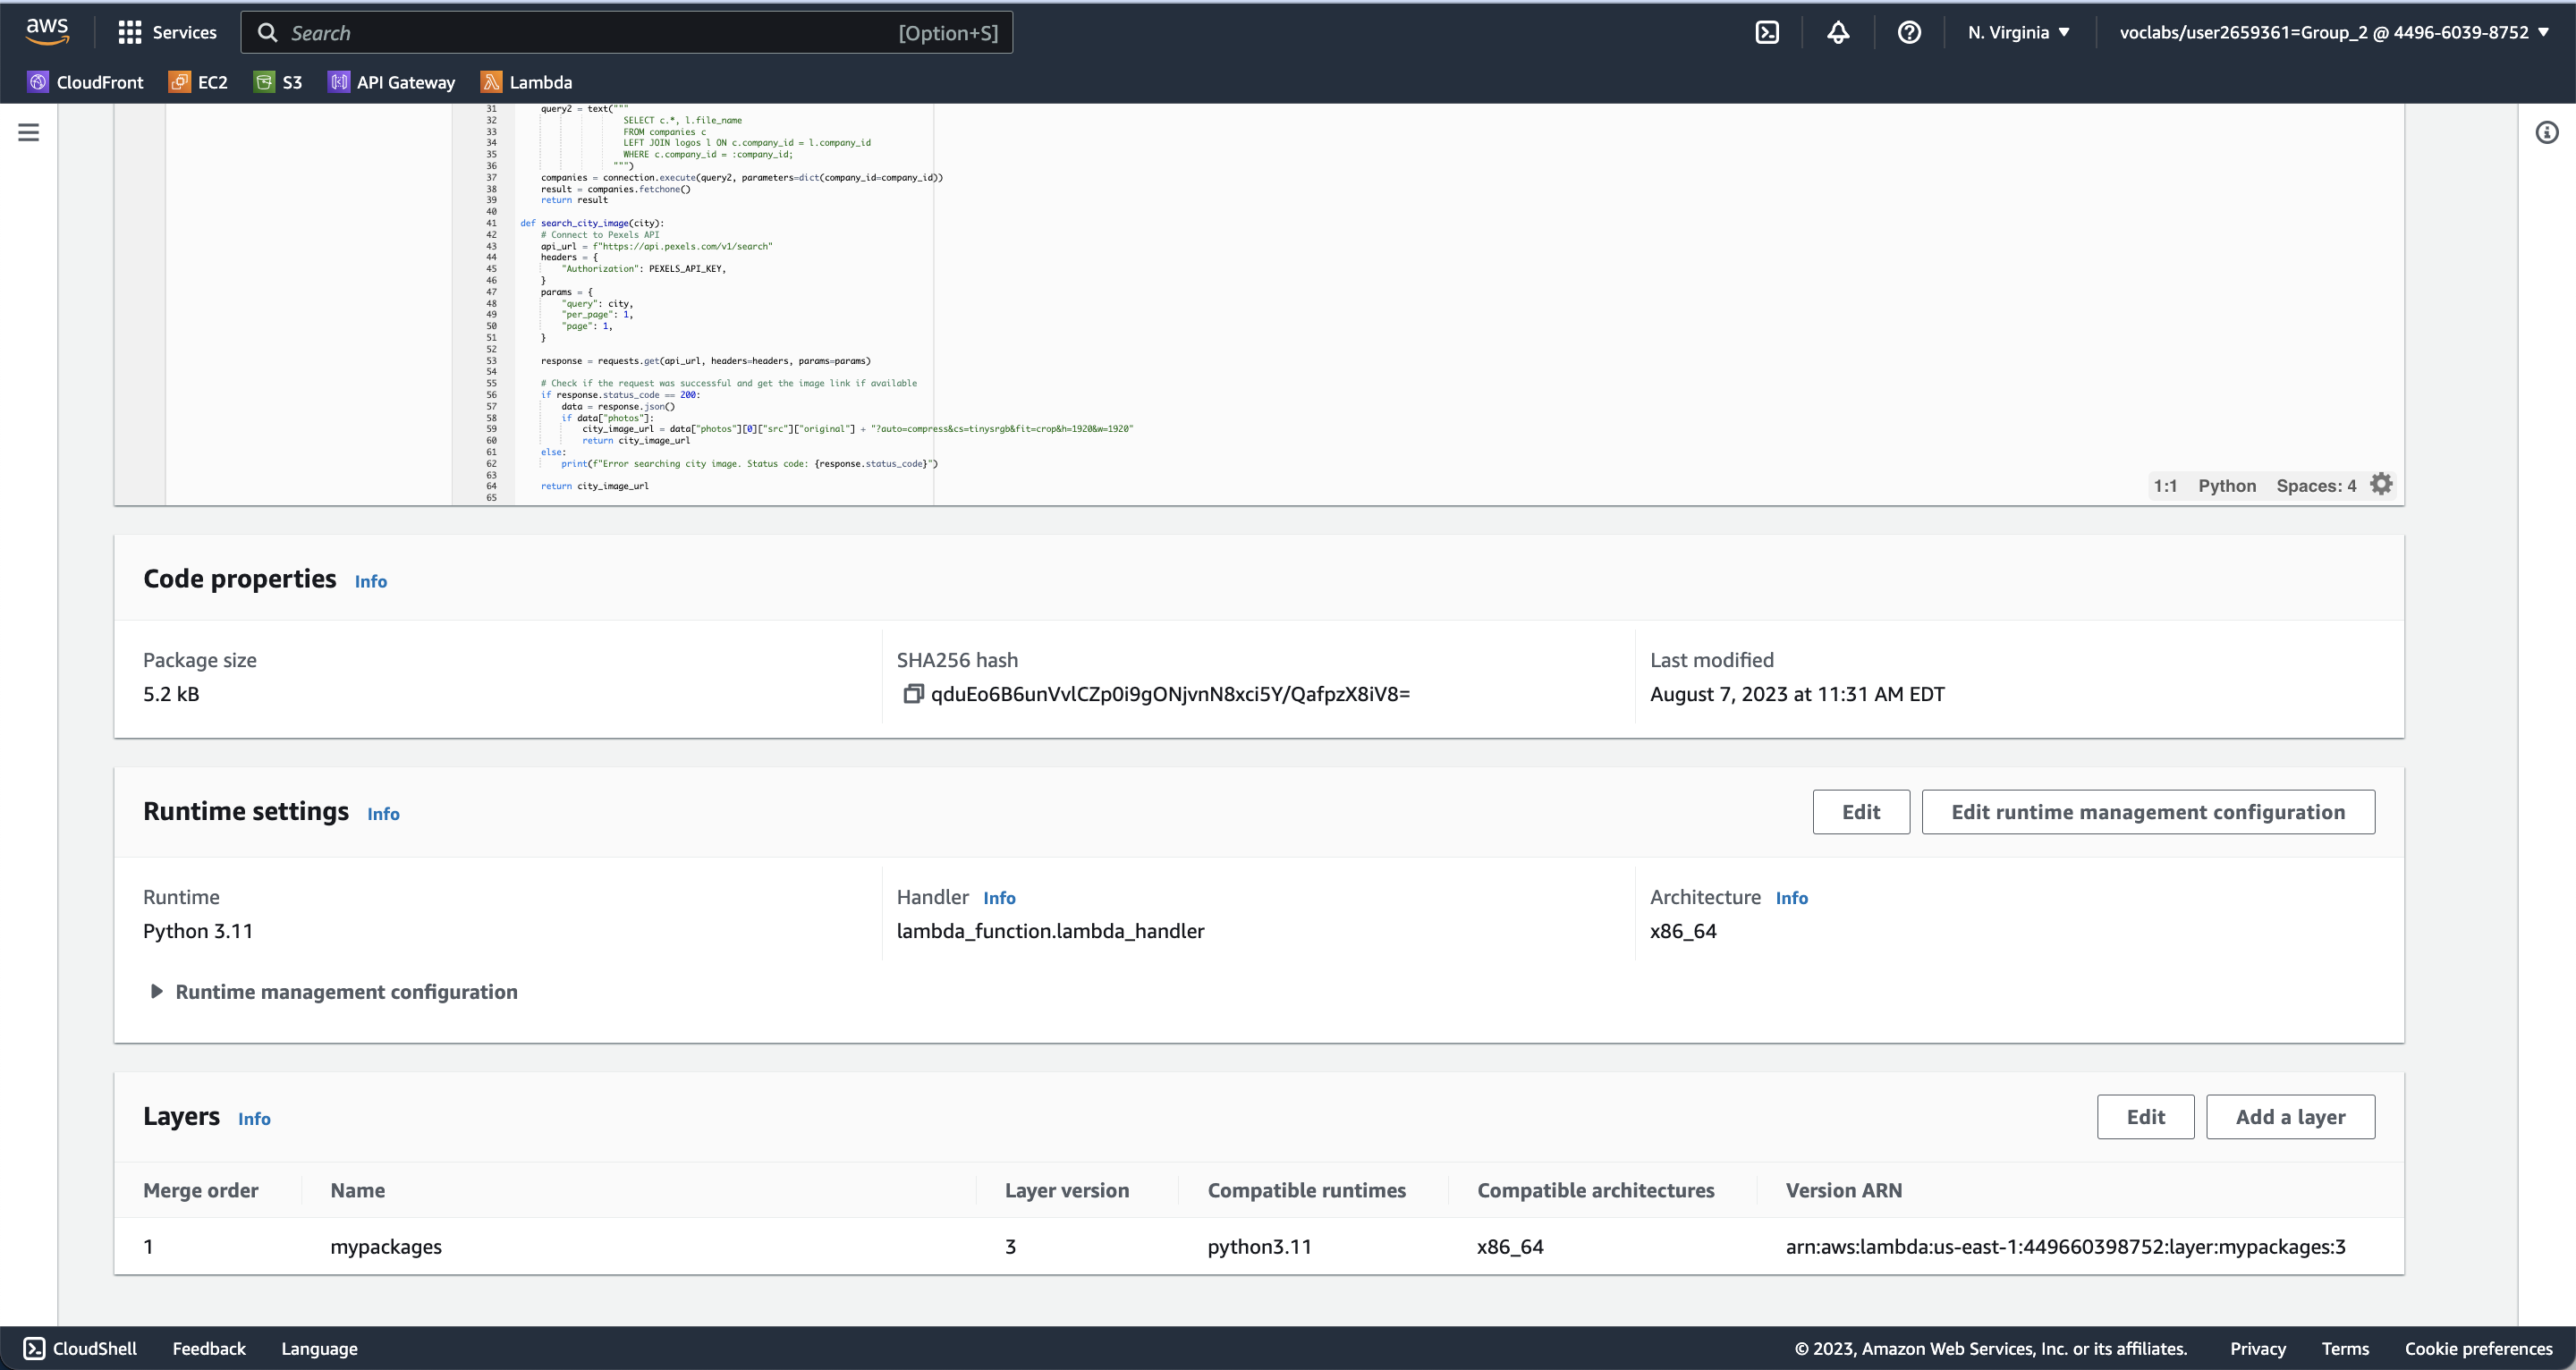 aws
Services
Search [Option+S]
N. Virginia
voclabs/user2659361=Group_2 @ 4496-6039-8752
CloudFront EC2 S3 API Gateway Lambda
31 query2 = text("""
32 SELECT c.*, l.file_name
33 FROM companies c
34 LEFT JOIN logos l ON c.company_id = l.company_id
35 WHERE c.company_id = :company_id;
36 """)
37 companies = connection.execute(query2, parameters=dict(company_id=company_id))
38 result = companies.fetchone()
39 return result
40
41 def search_city_image(city):
42 # Connect to Pexels API
43 api_url = f"https://api.pexels.com/v1/search"
44 headers = {
45 "Authorization": PEXELS_API_KEY,
46 }
47 params = {
48 "query": city,
49 "per_page": 1,
50 "page": 1,
51 }
52
53 response = requests.get(api_url, headers=headers, params=params)
54
55 # Check if the request was successful and get the image link if available
56 if response.status_code == 200:
57 data = response.json()
58 if data["photos"]:
59 city_image_url = data["photos"][0]["src"]["original"] + "?auto=compress&cs=tinysrgb&fit=crop&h=1920&w=1920"
60 return city_image_url
61 else:
62 print(f"Error searching city image. Status code: {response.status_code}")
63
64 return city_image_url
65
1:1 Python Spaces: 4
Code properties Info
Package size SHA256 hash Last modified
5.2 kB qduEo6B6unVvlCZp0i9gONjvnN8xci5Y/QafpzX8iV8= August 7, 2023 at 11:31 AM EDT
Runtime settings Info Edit Edit runtime management configuration
Runtime Handler Info Architecture Info
Python 3.11 lambda_function.lambda_handler x86_64
Runtime management configuration
Layers Info Edit Add a layer
Merge order Name Layer version Compatible runtimes Compatible architectures Version ARN
1 mypackages 3 python3.11 x86_64 arn:aws:lambda:us-east-1:449660398752:layer:mypackages:3
CloudShell Feedback Language © 2023, Amazon Web Services, Inc. or its affiliates. Privacy Terms Cookie preferences